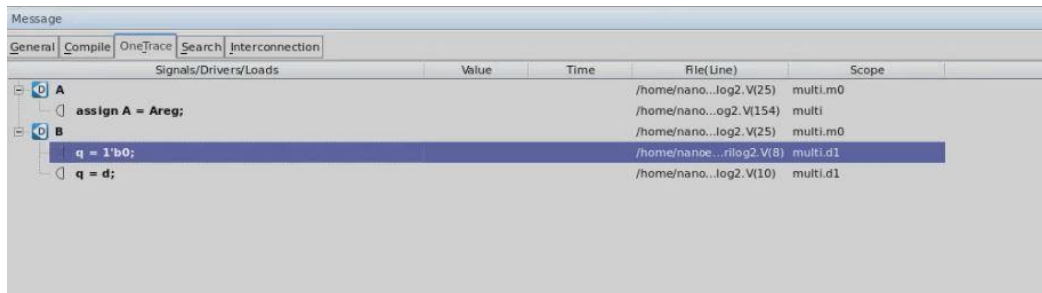 Message
General Compile OneTrace Search Interconnection
Signals/Drivers/Loads Value Time File(Line) Scope
A /home/nano...log2.V(25) multi.m0
assign A = Areg; /home/nano...og2.V(154) multi
B /home/nano...log2.V(25) multi.m0
q = 1'b0; /home/nanoe...rilog2.V(8) multi.d1
q = d; /home/nano...log2.V(10) multi.d1